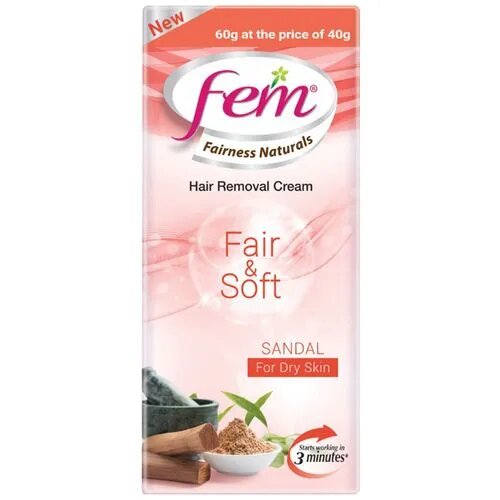 New
60g at the price of 40g
fem®
Fairness Naturals
Hair Removal Cream
Fair
&
Soft
SANDAL
For Dry Skin
Starts working in
3 minutes*